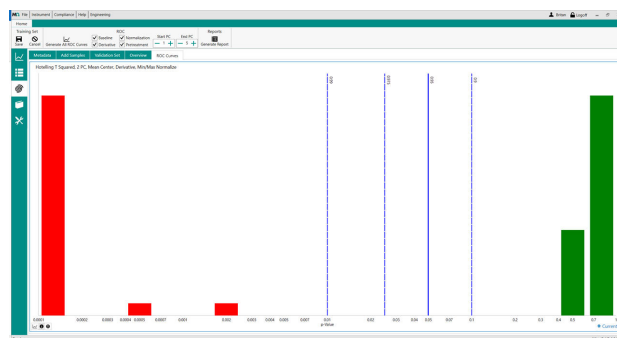 File Instrument Compliance Help Engineering
Logoff
Home
Training Set
ROC
Reports
Save
Cancel
Generate All ROC Curves
Baseline
Normalization
Derivative
Pretreatment
Start PC
1
End PC
5
Generate Report
Metadata Add Samples Validation Set Overview ROC Curves
Hotelling T Squared, 2 PC, Mean Center, Derivative, Min/Max Normalize
0.0001 0.0002 0.0003 0.0004 0.0005 0.0007 0.001 0.002 0.003 0.004 0.005 0.007 0.01 0.02 0.03 0.04 0.05 0.07 0.1 0.2 0.3 0.4 0.5 0.7 1
p-Value
Current